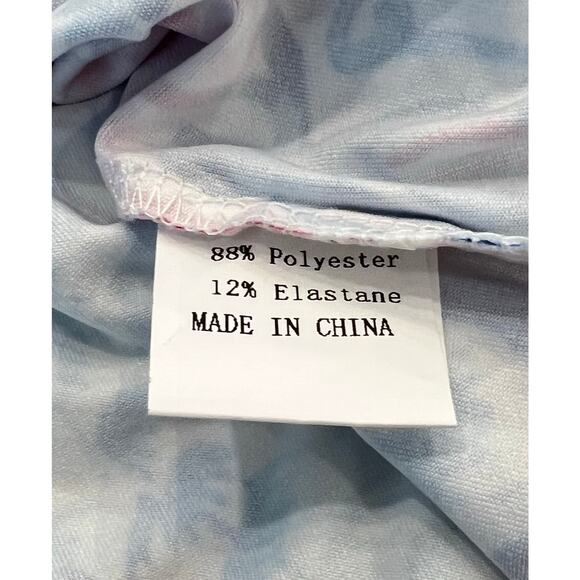 88% Polyester
12% Elastane
MADE IN CHINA